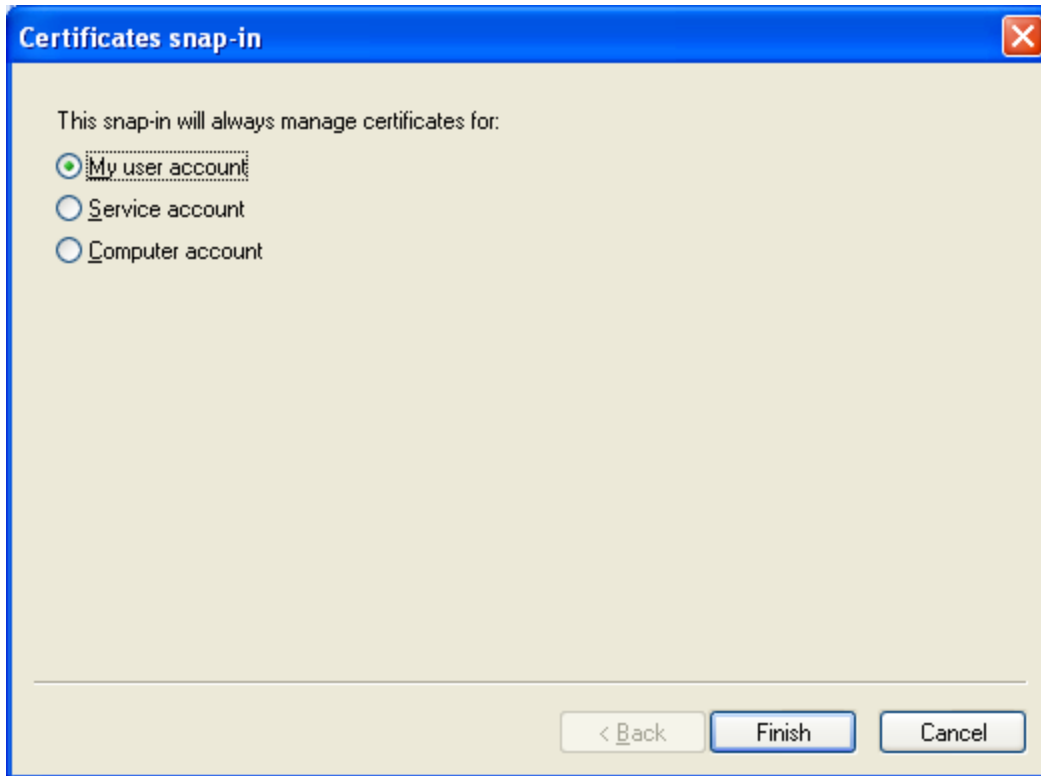 Certificates snap-in
This snap-in will always manage certificates for:
My user account
Service account
Computer account
< Back
Finish
Cancel